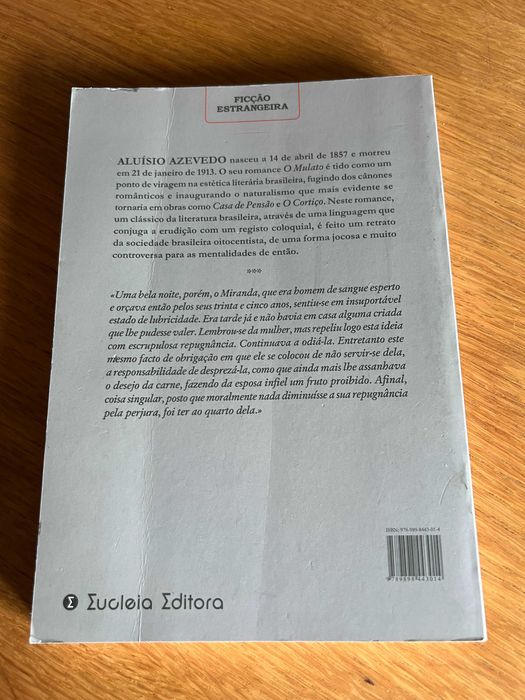 FICÇÃO
ESTRANGEIRA
ALUÍSIO AZEVEDO nasceu a 14 de abril de 1857 e morreu
em 21 de janeiro de 1913. O seu romance O Mulato é tido como um
ponto de viragem na estética literária brasileira, fugindo dos cânones
românticos e inaugurando o naturalismo que mais evidente se
tornaria em obras como Casa de Pensão e O Cortiço. Neste romance,
um clássico da literatura brasileira, através de uma linguagem que
conjuga a erudição com um registo coloquial, é feito um retrato
da sociedade brasileira oitocentista, de uma forma jocosa e muito
controversa para as mentalidades de então.
***
«Uma bela noite, porém, o Miranda, que era homem de sangue esperto
e orçava então pelos seus trinta e cinco anos, sentiu-se em insuportável
estado de lubricidade. Era tarde já e não havia em casa alguma criada
que lhe pudesse valer. Lembrou-se da mulher, mas repeliu logo esta ideia
com escrupulosa repugnância. Continuava a odiá-la. Entretanto este
mesmo facto de obrigação em que ele se colocou de não servir-se dela,
a responsabilidade de desprezá-la, como que ainda mais lhe assanhava
o desejo da carne, fazendo da esposa infiel um fruto proibido. Afinal,
coisa singular, posto que moralmente nada diminuísse a sua repugnância
pela perjura, foi ter ao quarto dela.»
ISBN: 978-989-8443-01-4
9789898443014
Σ Eucleia Editora